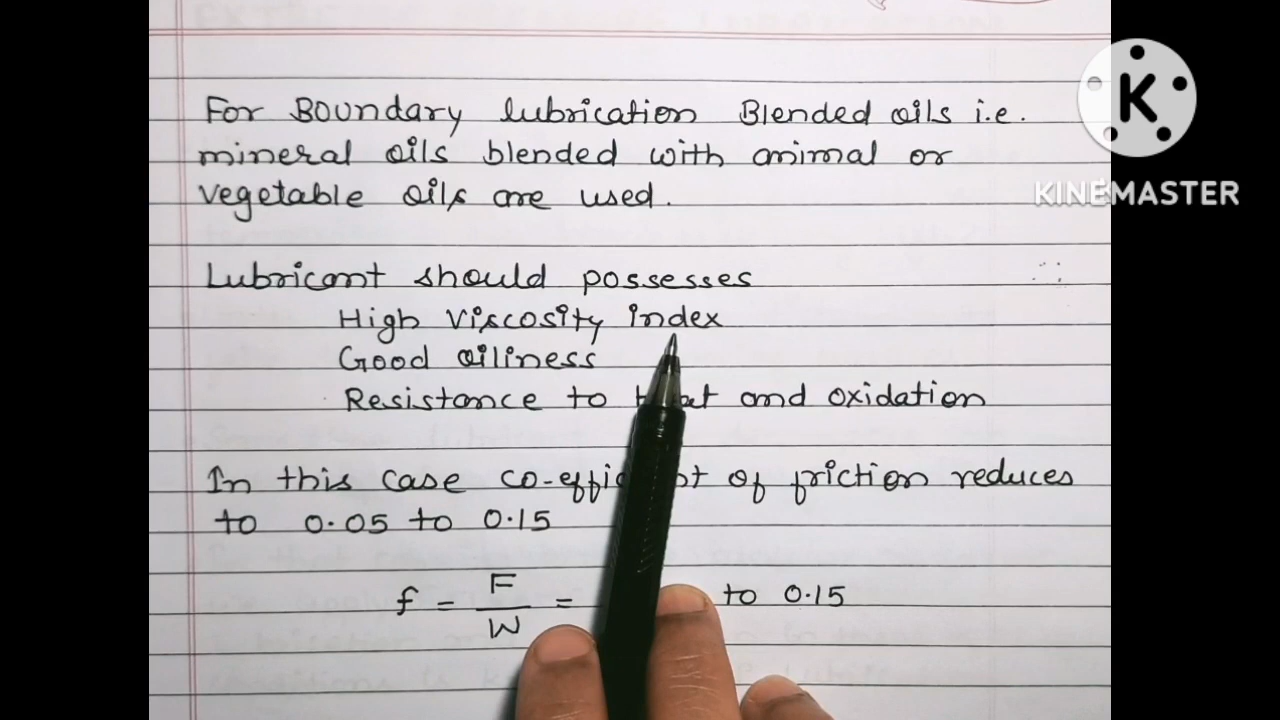 For Boundary lubrication Blended oils i.e.
mineral oils blended with animal or
vegetable oils are used.
Lubricant should possesses
High Viscosity index
Good oiliness
Resistance to and oxidation
In this case of friction reduces
to 0.05 to 0.15
f = F/W = to 0.15
K
KINEMASTER